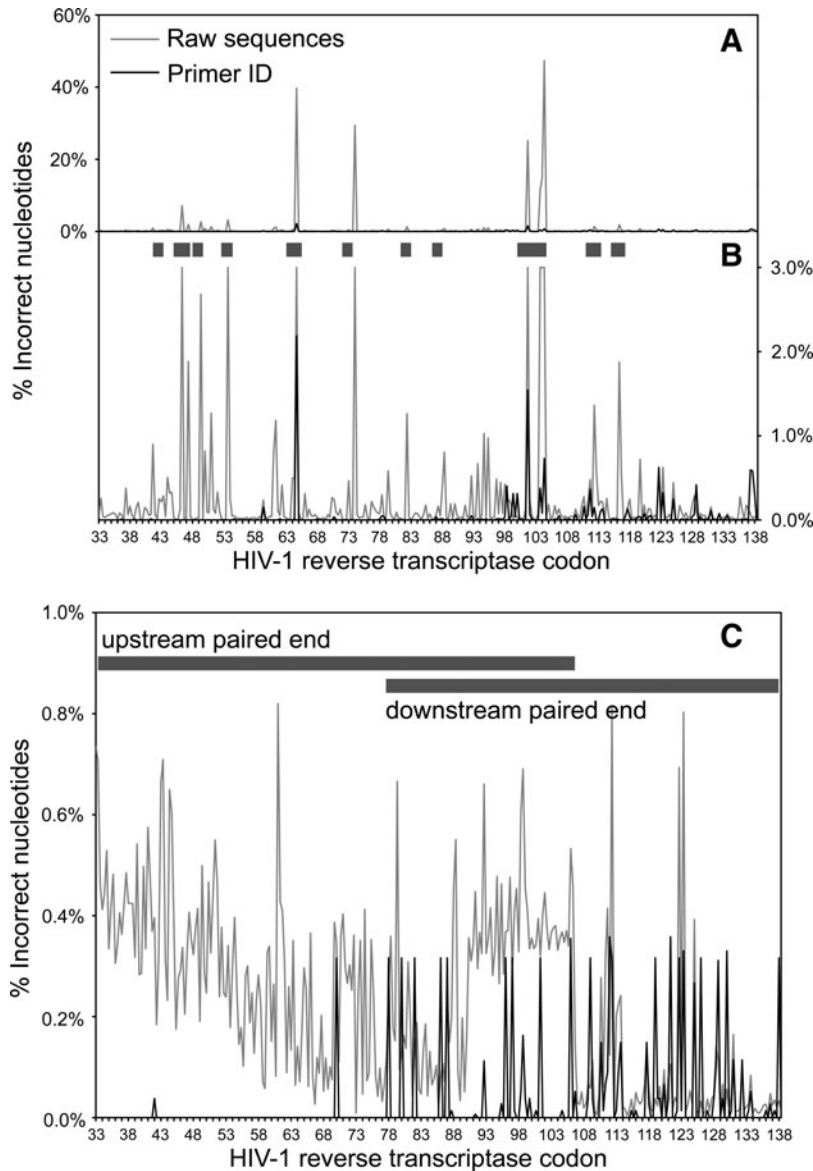 60%
Raw sequences
A
Primer ID
40%
20%
0%
% Incorrect nucleotides
B
3.0%
2.0%
1.0%
0.0%
33 38 43 48 53 58 63 68 73 78 83 88 93 98 103 108 113 118 123 128 133 138
HIV-1 reverse transcriptase codon
1.0%
upstream paired end
C
downstream paired end
0.8%
0.6%
0.4%
0.2%
0.0%
% Incorrect nucleotides
33 38 43 48 53 58 63 68 73 78 83 88 93 98 103 108 113 118 123 128 133 138
HIV-1 reverse transcriptase codon